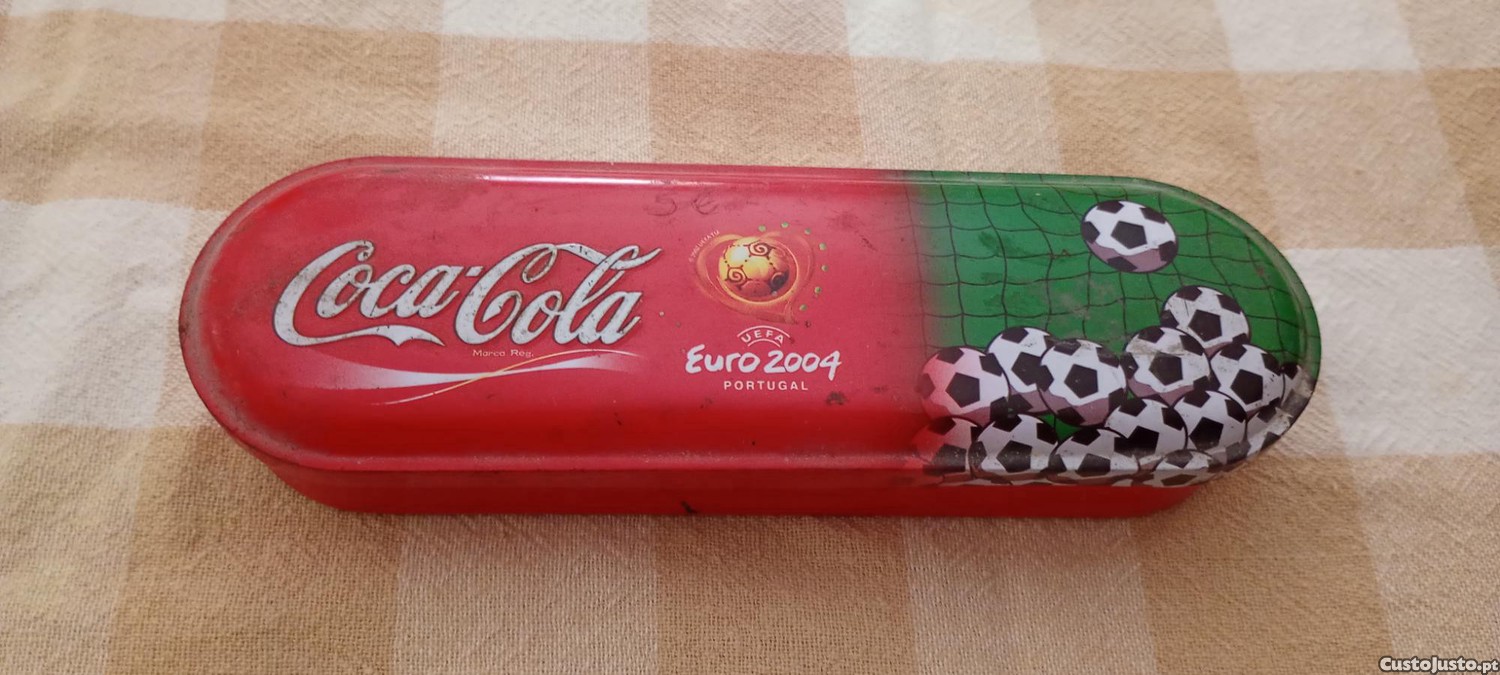 5 €
Coca-Cola
Marca Reg.
UEFA
Euro 2004
PORTUGAL
CustoJusto.pt